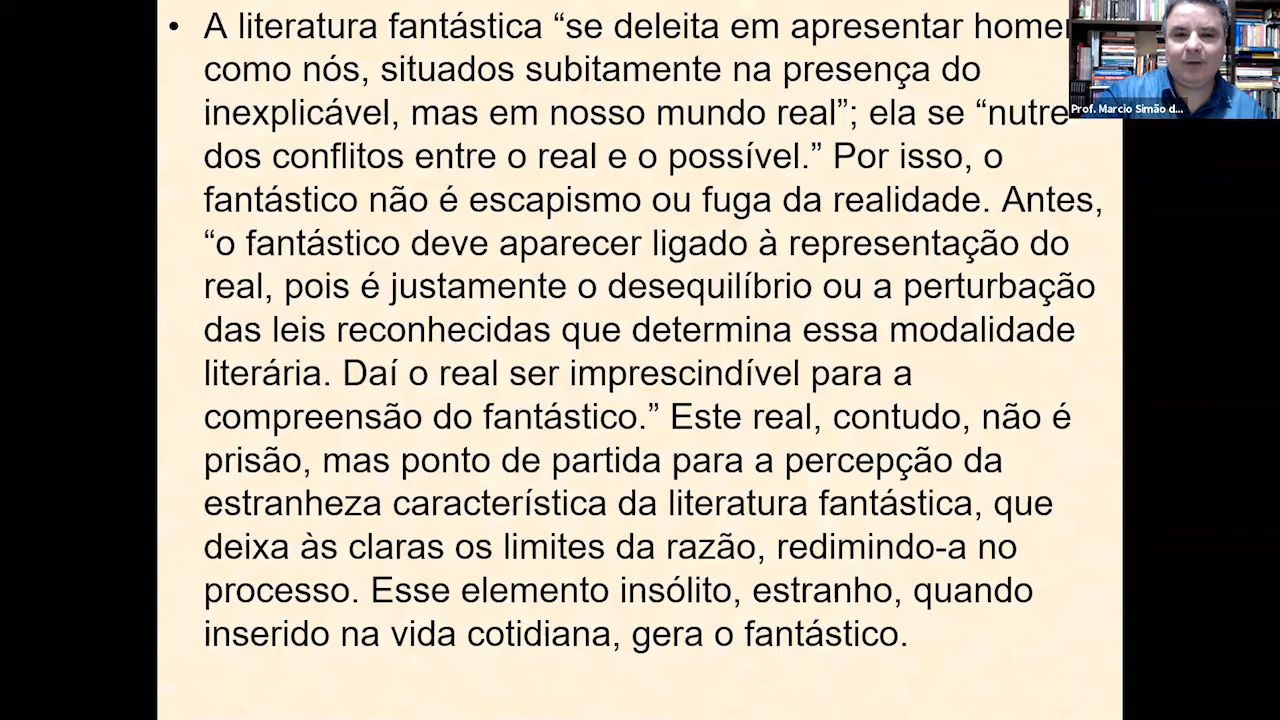 • A literatura fantástica “se deleita em apresentar
como nós, situados subitamente na presença do
inexplicável, mas em nosso mundo real”; ela se “nutre
dos conflitos entre o real e o possível.” Por isso, o
fantástico não é escapismo ou fuga da realidade. Antes,
“o fantástico deve aparecer ligado à representação do
real, pois é justamente o desequilíbrio ou a perturbação
das leis reconhecidas que determina essa modalidade
literária. Daí o real ser imprescindível para a
compreensão do fantástico.” Este real, contudo, não é
prisão, mas ponto de partida para a percepção da
estranheza característica da literatura fantástica, que
deixa às claras os limites da razão, redimindo-a no
processo. Esse elemento insólito, estranho, quando
inserido na vida cotidiana, gera o fantástico.
Prof. Marcio Simão d...